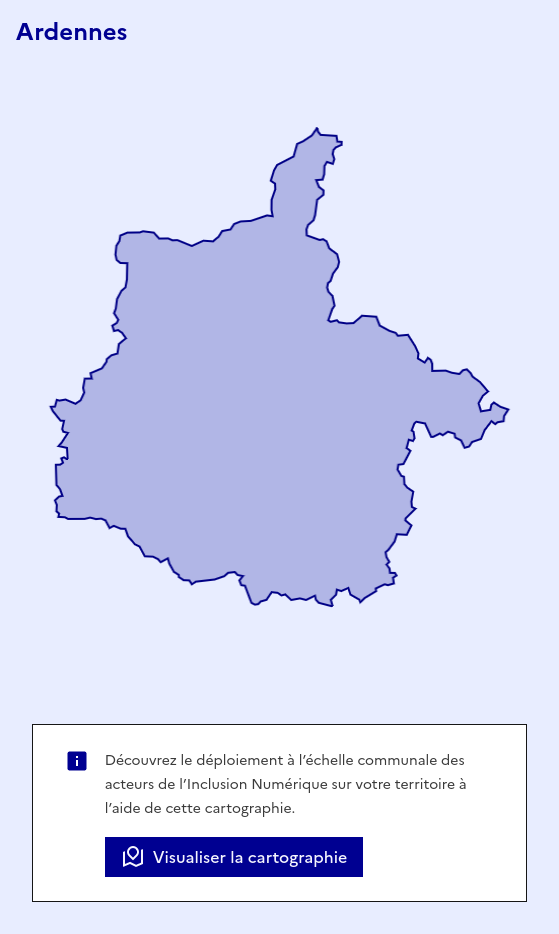 Ardennes
Découvrez le déploiement à l’échelle communale des
acteurs de l’Inclusion Numérique sur votre territoire à
l’aide de cette cartographie.
Visualiser la cartographie